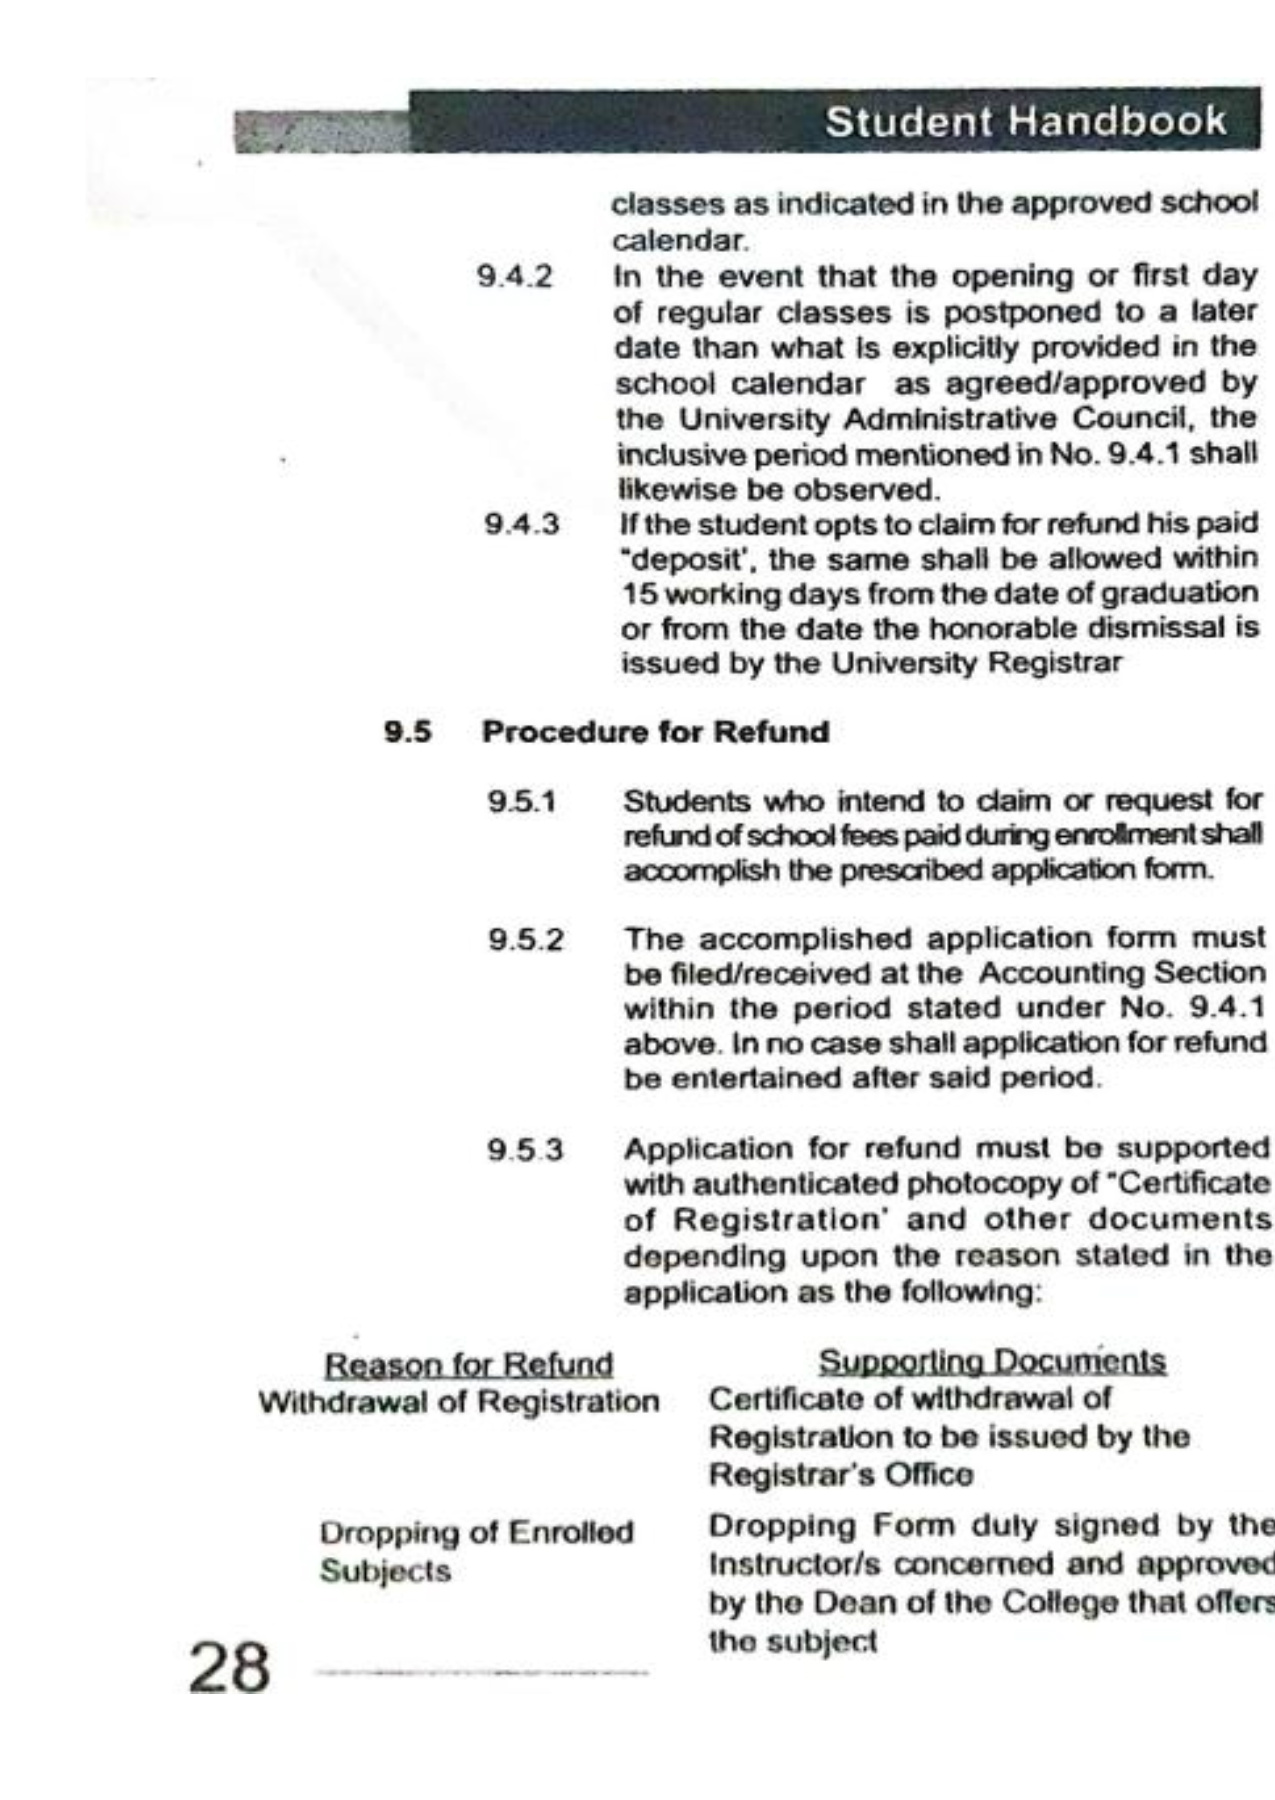 Student Handbook
classes as indicated in the approved school
calendar.
9.4.2 In the event that the opening or first day
of regular classes is postponed to a later
date than what is explicitly provided in the
school calendar as agreed/approved by
the University Administrative Council, the
inclusive period mentioned in No. 9.4.1 shall
likewise be observed.
9.4.3 If the student opts to claim for refund his paid
"deposit', the same shall be allowed within
15 working days from the date of graduation
or from the date the honorable dismissal is
issued by the University Registrar
9.5 Procedure for Refund
9.5.1 Students who intend to claim or request for
refund of school fees paid during enrollment shall
accomplish the prescribed application form.
9.5.2 The accomplished application form must
be filed/received at the Accounting Section
within the period stated under No. 9.4.1
above. In no case shall application for refund
be entertained after said period.
9.5.3 Application for refund must be supported
with authenticated photocopy of "Certificate
of Registration' and other documents
depending upon the reason stated in the
application as the following:
Reason for Refund Supporting Documents
Withdrawal of Registration Certificate of withdrawal of
Registration to be issued by the
Registrar's Office
Dropping of Enrolled Dropping Form duly signed by the
Subjects Instructor/s concerned and approved
by the Dean of the College that offers
the subject
28